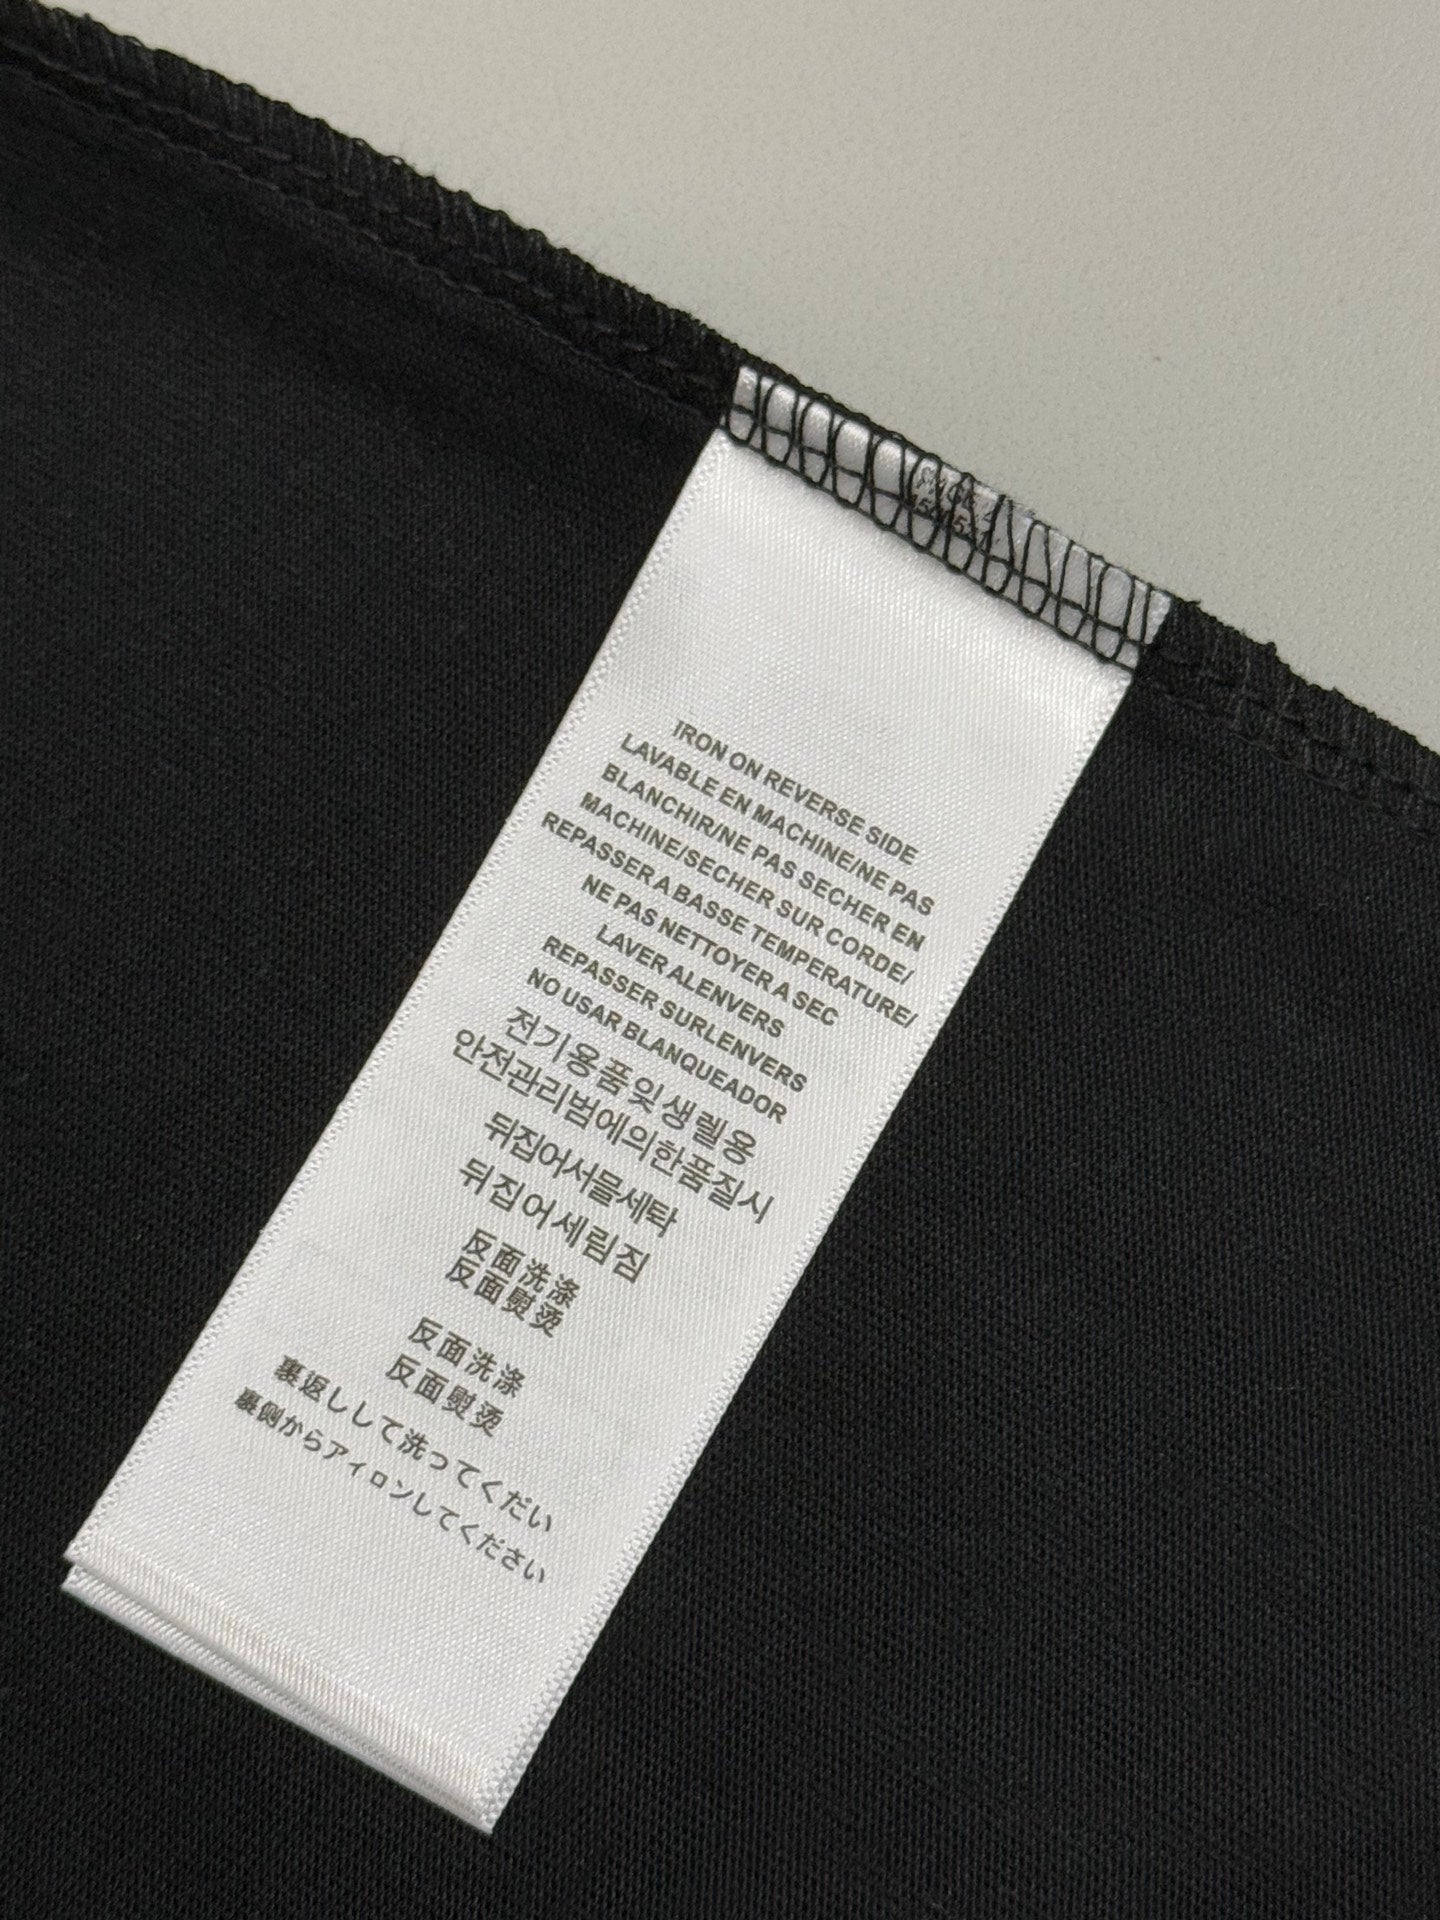 IRON ON REVERSE SIDE
LAVABLE EN MACHINE/NE PAS
BLANCHIR/NE PAS SECHER EN
MACHINE/SECHER SUR CORDE/
REPASSER A BASSE TEMPERATURE/
NE PAS NETTOYER A SEC
LAVER ALENVERS
REPASSER SURLENVERS
NO USAR BLANQUEADOR
전기용품및생렐용
안전관리범에의한품질시
뒤집어서믈세탁
뒤집어세림짐
反面洗涤
反面熨烫
反面洗涤
反面熨烫
裏返しして洗ってくだい
裏側からアィロンしてください